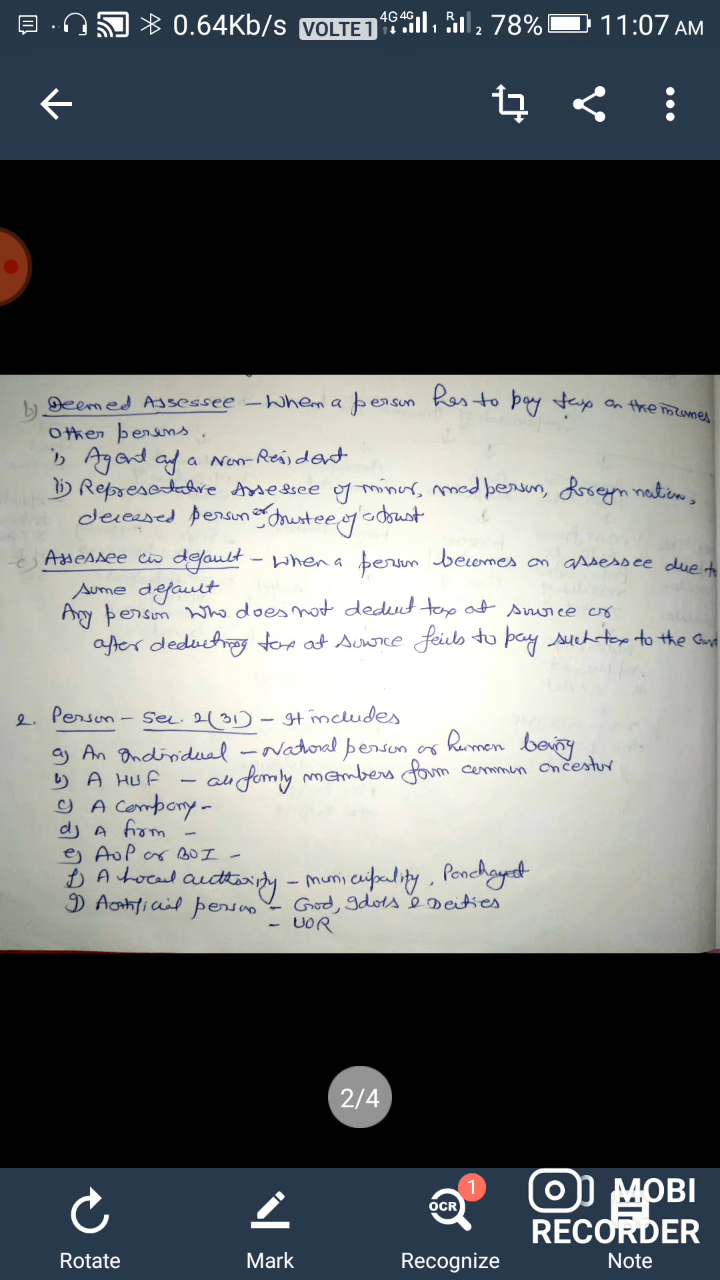 0.64Kb/s VOLTE 1 4G 4G 1 R 2 78% 11:07 AM
b) Deemed Assessee - When a person has to pay tax on the incomes
other persons.
i) Agent of a Non-Resident
ii) Representative Assessee of minor, mad person, foreign nation,
deceased person or trustee of a trust
c) Assessee in default - When a person becomes an assessee due to
some default
Any person who does not deduct tax at source or
after deducting tax at source fails to pay such tax to the Govt
2. Person - Sec. 2(31) - It includes
a) An Individual - Natural person or human being
b) A HUF - all family members form common ancestor
c) A Company -
d) A firm -
e) AOP or BOI -
f) A Local authority - municipality, Panchayat
g) Artificial person - God, Idols & Deities
- UOR
2/4
1
OCR
MOBI
RECORDER
Rotate Mark Recognize Note